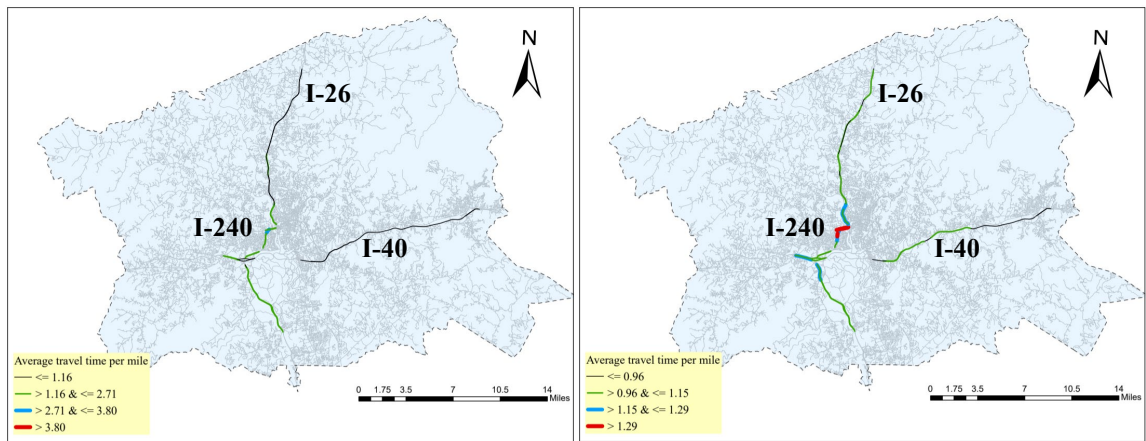 N
I-26
I-240
I-40
Average travel time per mile
<= 1.16
> 1.16 & <= 2.71
> 2.71 & <= 3.80
> 3.80
0 1.75 3.5 7 10.5 14
Miles
N
I-26
I-240
I-40
Average travel time per mile
<= 0.96
> 0.96 & <= 1.15
> 1.15 & <= 1.29
> 1.29
0 1.75 3.5 7 10.5 14
Miles